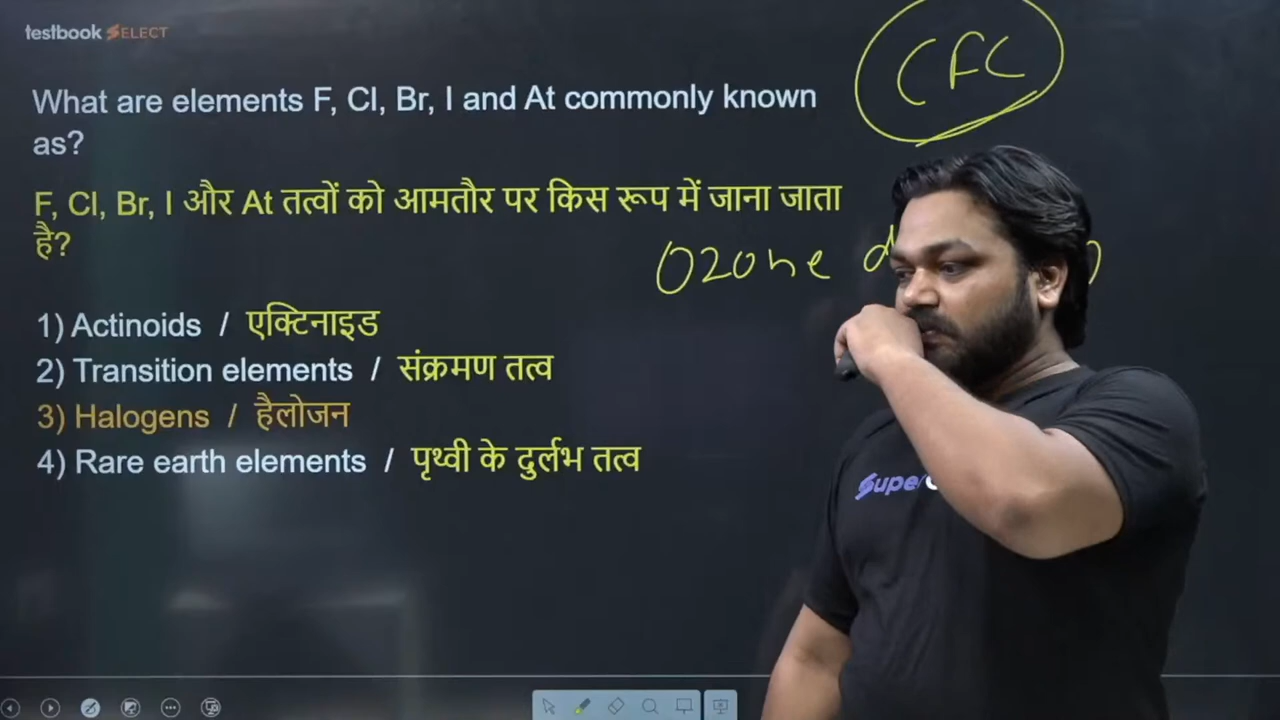 testbook SELECT
CFC
What are elements F, Cl, Br, I and At commonly known
as?
F, Cl, Br, I और At तत्वों को आमतौर पर किस रूप में जाना जाता
है?
Ozone
1) Actinoids / एक्टिनाइड
2) Transition elements / संक्रमण तत्व
3) Halogens / हैलोजन
4) Rare earth elements / पृथ्वी के दुर्लभ तत्व
Super